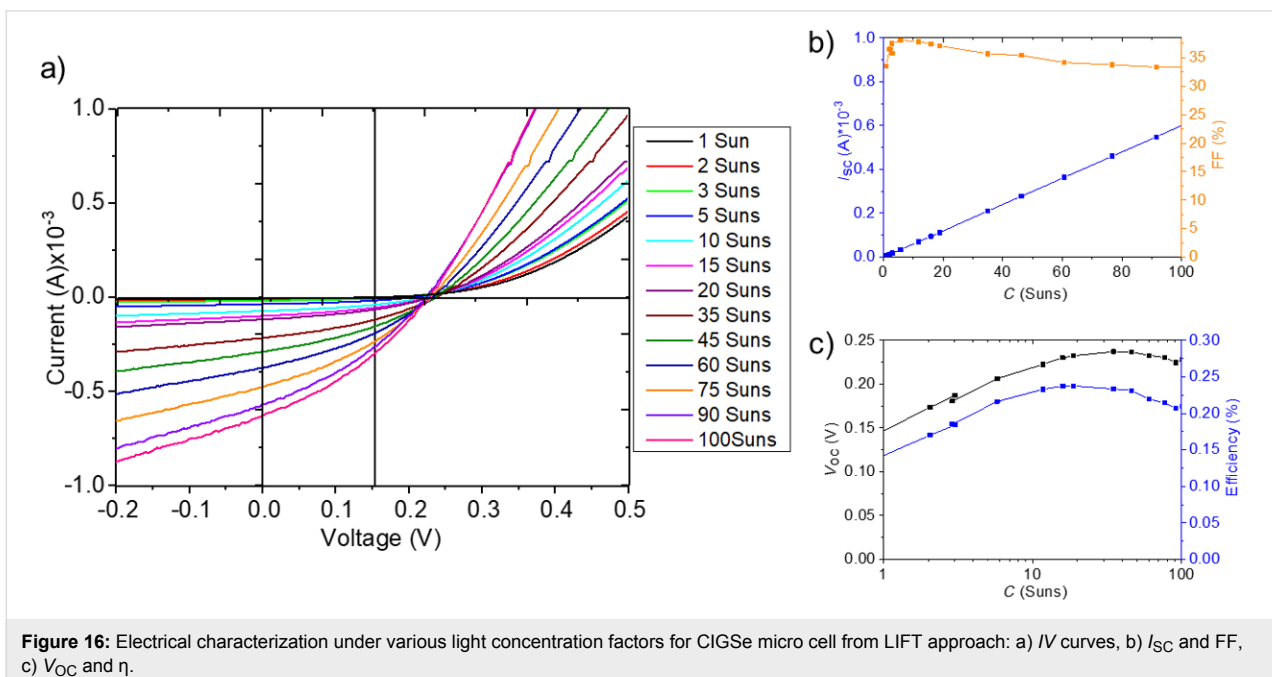 a)
1.0
0.5
0.0
-0.5
-1.0
Current (A)x10⁻³
-0.2 -0.1 0.0 0.1 0.2 0.3 0.4 0.5
Voltage (V)
1 Sun
2 Suns
3 Suns
5 Suns
10 Suns
15 Suns
20 Suns
35 Suns
45 Suns
60 Suns
75 Suns
90 Suns
100Suns
b)
1.0
0.8
0.6
0.4
0.2
0.0
I_SC (A)*10⁻³
0 20 40 60 80 100
C (Suns)
35
30
25
20
15
10
5
0
FF (%)
c)
0.25
0.20
0.15
0.10
0.05
0.00
V_OC (V)
1 10 100
C (Suns)
0.30
0.25
0.20
0.15
0.10
0.05
0.00
Efficiency (%)
Figure 16: Electrical characterization under various light concentration factors for CIGSe micro cell from LIFT approach: a) IV curves, b) I_SC and FF,
c) V_OC and η.